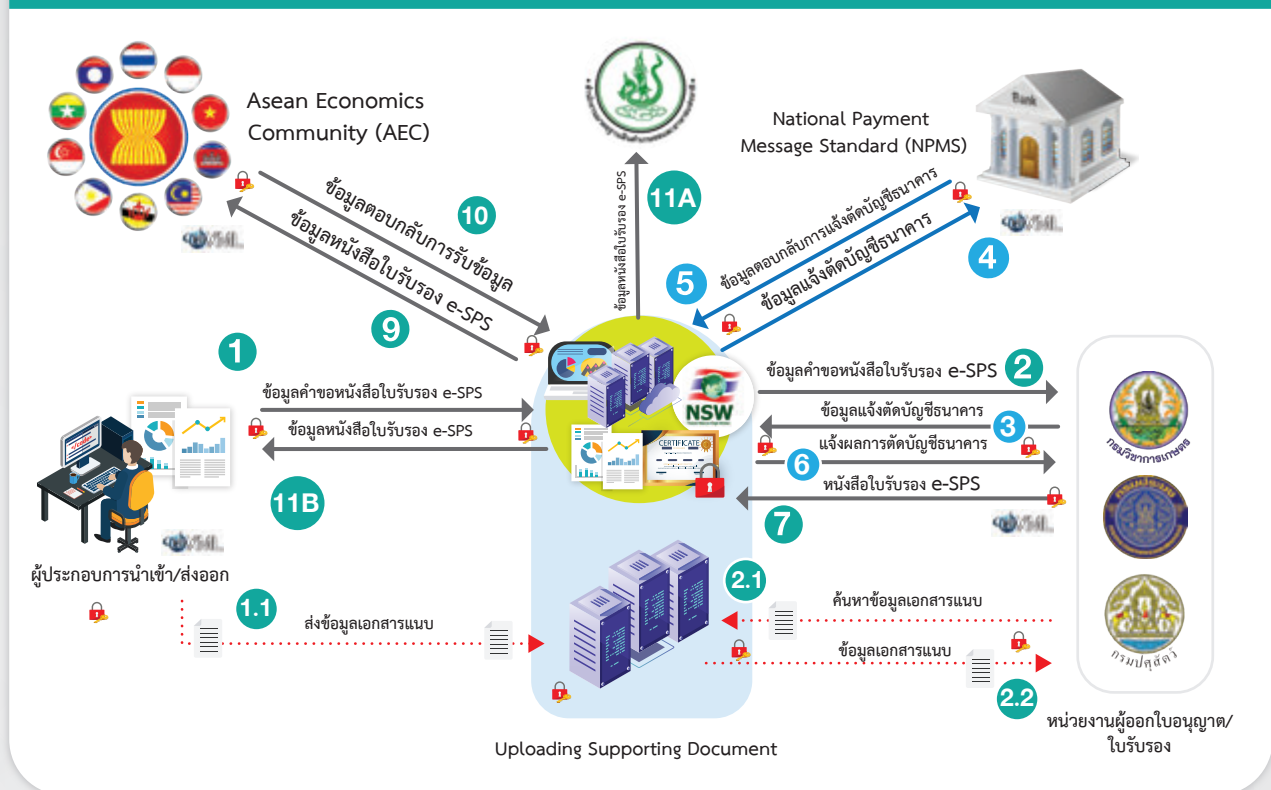 Asean Economics
Community (AEC)
National Payment
Message Standard (NPMS)
Bank
10
ข้อมูลตอบกลับการรับข้อมูล
ข้อมูลหนังสือใบรับรอง e-SPS
9
11A
ข้อมูลหนังสือใบรับรอง e-SPS
5
ข้อมูลตอบกลับการแจ้งตัดบัญชีธนาคาร
ข้อมูลแจ้งตัดบัญชีธนาคาร
4
1
ข้อมูลคำขอหนังสือใบรับรอง e-SPS
ข้อมูลหนังสือใบรับรอง e-SPS
11B
NSW
CERTIFICATE
ข้อมูลคำขอหนังสือใบรับรอง e-SPS
2
ข้อมูลแจ้งตัดบัญชีธนาคาร
3
แจ้งผลการตัดบัญชีธนาคาร
6
หนังสือใบรับรอง e-SPS
7
กรมวิชาการเกษตร
ผู้ประกอบการนำเข้า/ส่งออก
1.1
ส่งข้อมูลเอกสารแนบ
2.1
ค้นหาข้อมูลเอกสารแนบ
ข้อมูลเอกสารแนบ
2.2
กรมปศุสัตว์
หน่วยงานผู้ออกใบอนุญาต/
ใบรับรอง
Uploading Supporting Document